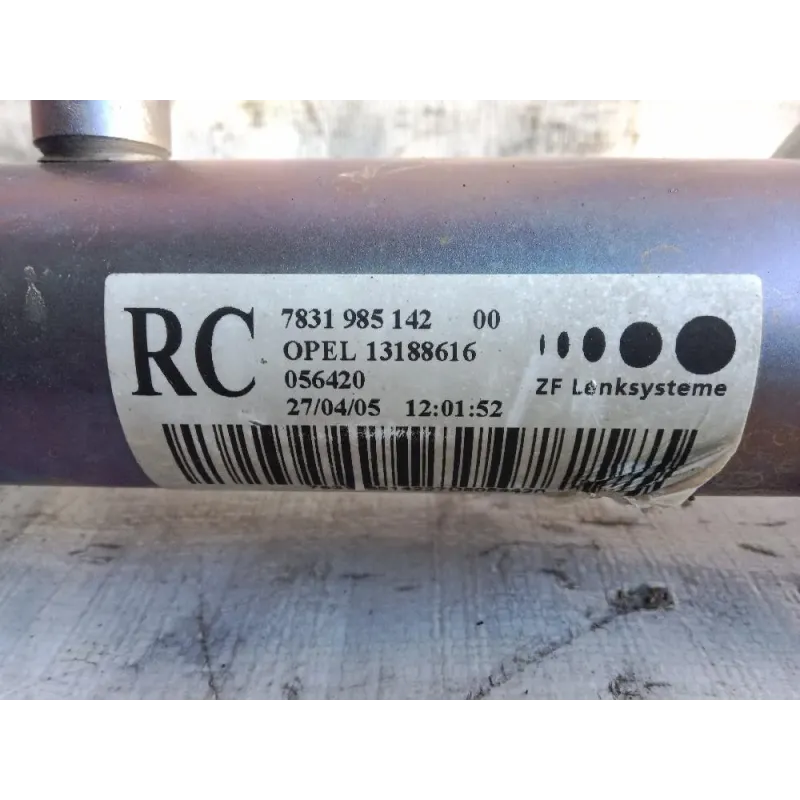 RC
7831 985 142 00
OPEL 13188616
056420
27/04/05 12:01:52
ZF Lenksysteme